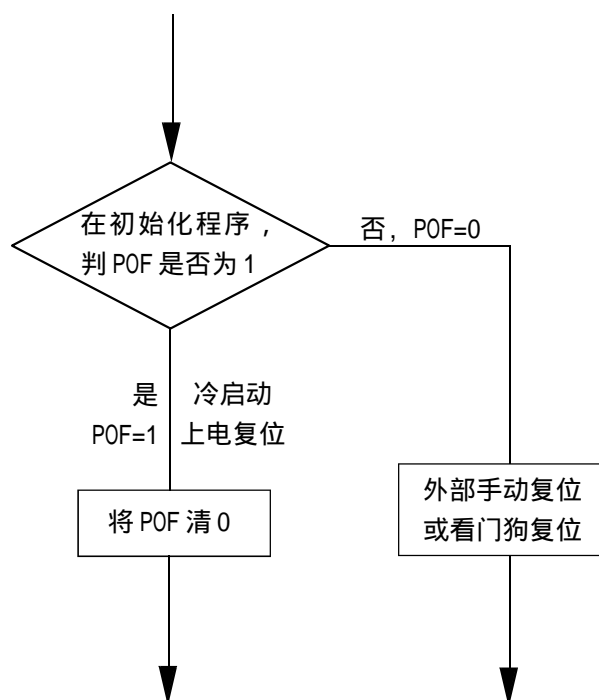 在初始化程序，
判 POF 是否为 1
否，POF=0
是 冷启动
POF=1 上电复位
将 POF 清 0
外部手动复位
或看门狗复位